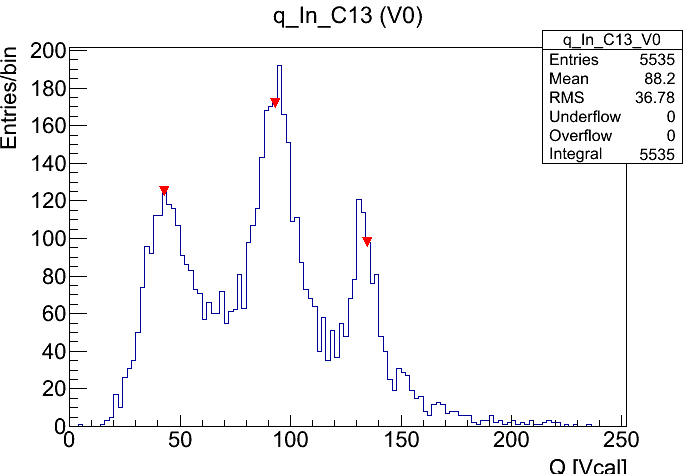 q_In_C13 (V0)
q_In_C13_V0
Entries 5535
Mean 88.2
RMS 36.78
Underflow 0
Overflow 0
Integral 5535
Entries/bin
200
180
160
140
120
100
80
60
40
20
0
0 50 100 150 200 250
Q [Vcal]